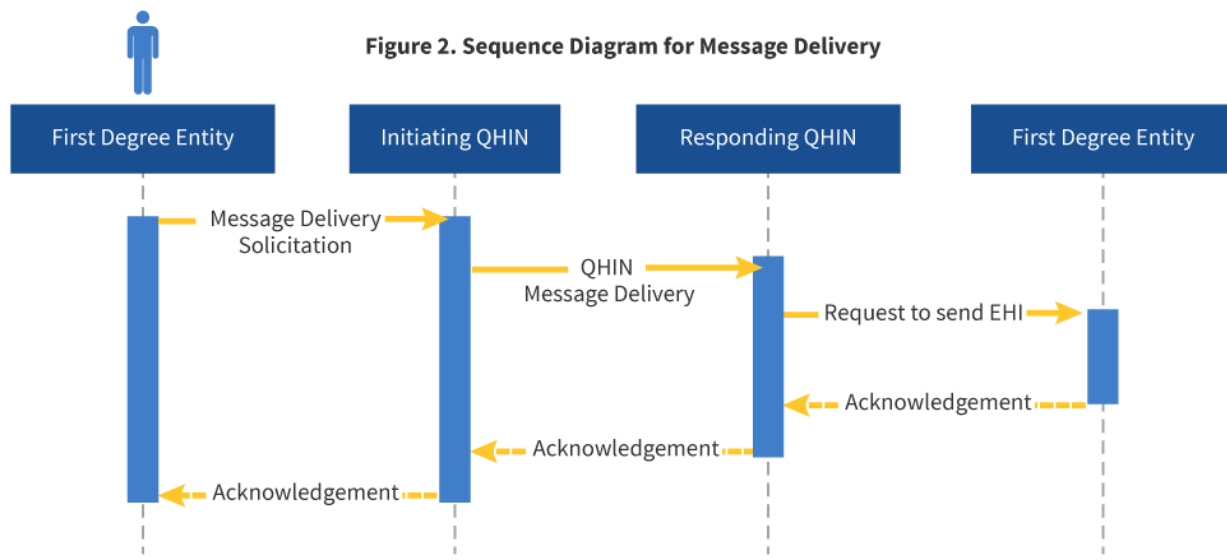 Figure 2. Sequence Diagram for Message Delivery
First Degree Entity
Initiating QHIN
Responding QHIN
First Degree Entity
Message Delivery
Solicitation
QHIN
Message Delivery
Request to send EHI
Acknowledgement
Acknowledgement
Acknowledgement